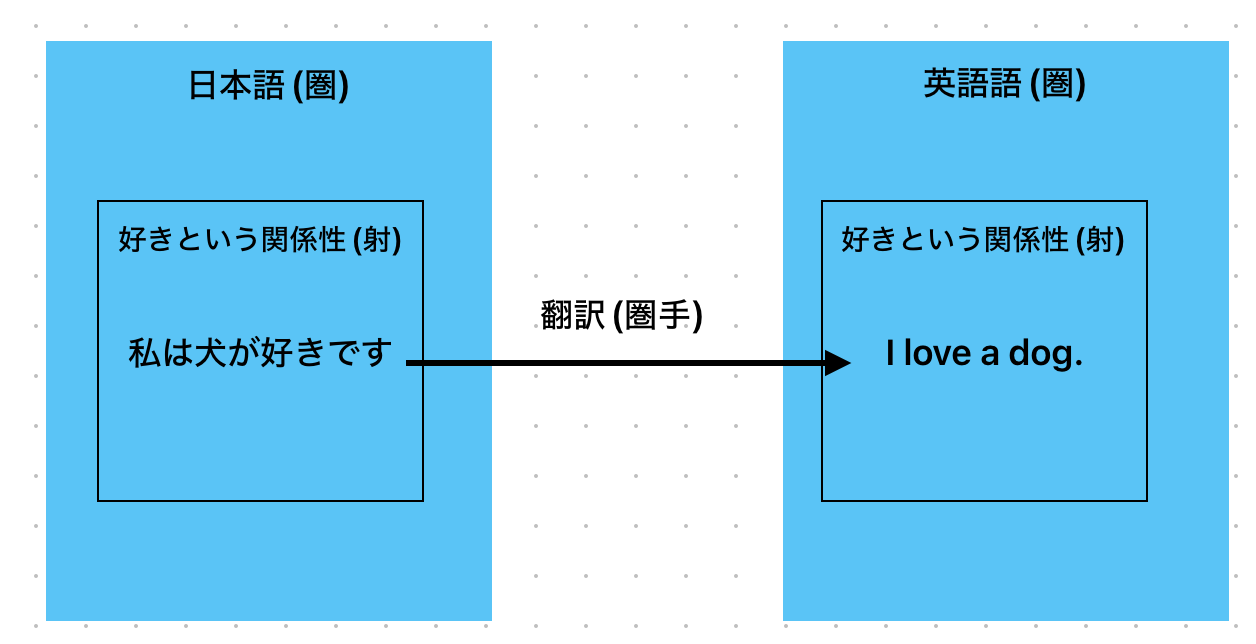 日本語 (圏)
英語語 (圏)
好きという関係性 (射)
好きという関係性 (射)
翻訳 (圏手)
私は犬が好きです
I love a dog.